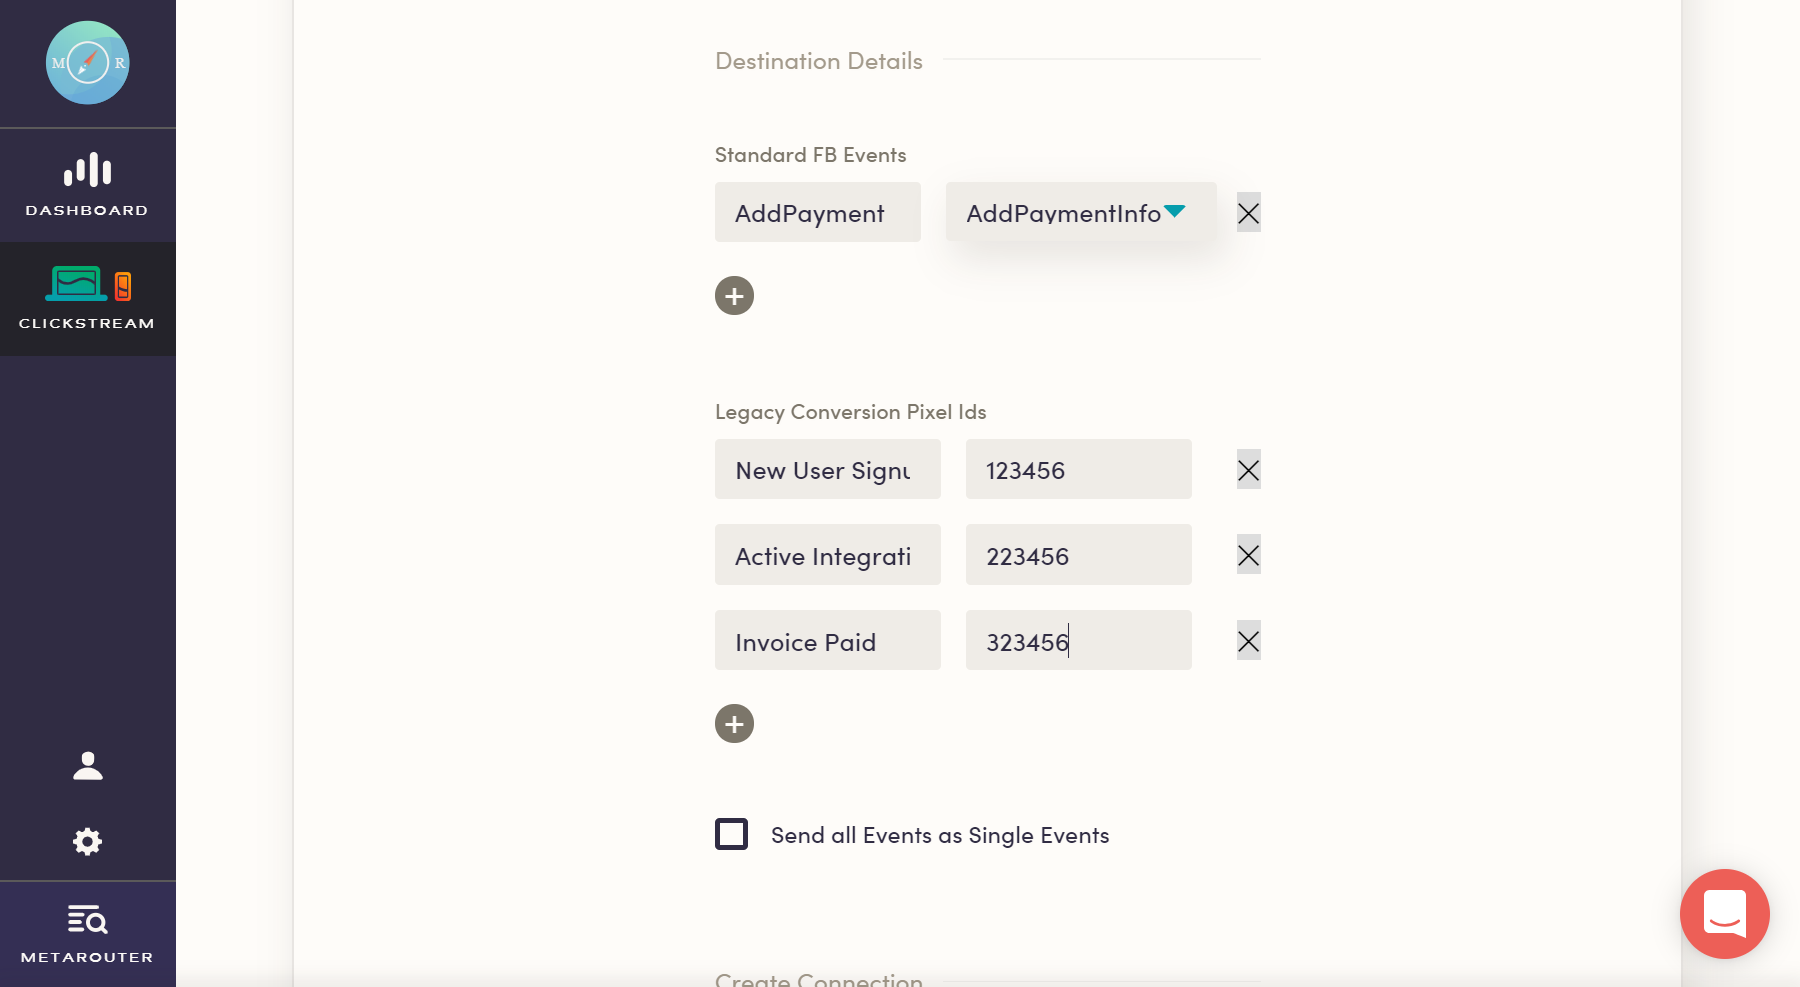 M R
DASHBOARD
CLICKSTREAM
METAROUTER
Destination Details
Standard FB Events
AddPayment AddPaymentInfo
Legacy Conversion Pixel Ids
New User Signu 123456
Active Integrati 223456
Invoice Paid 323456
Send all Events as Single Events
Create Connection